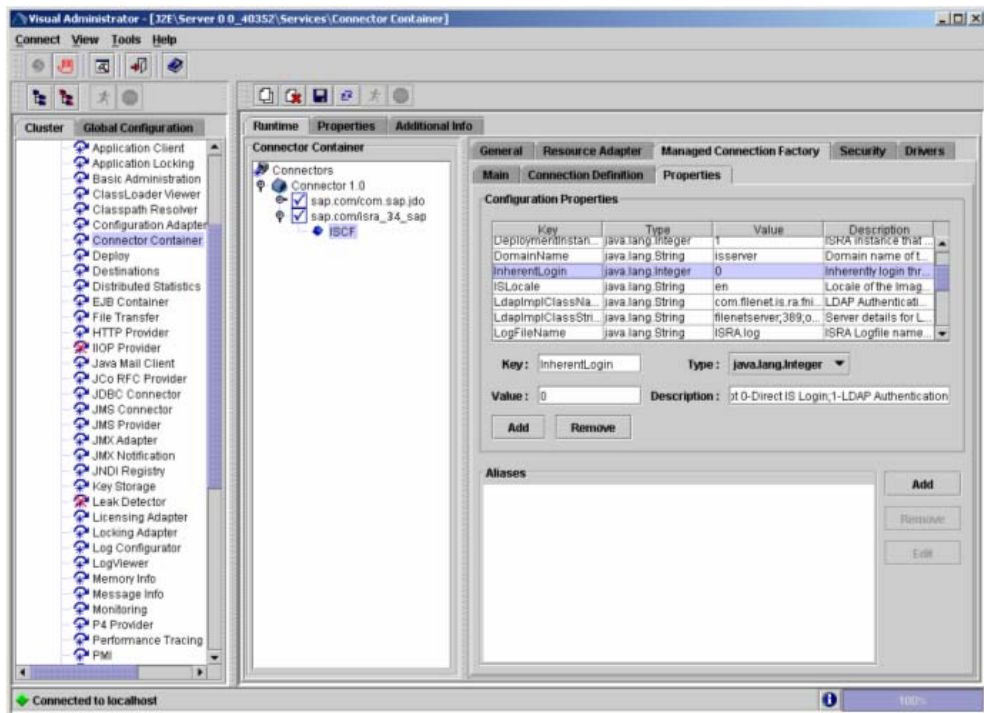 Visual Administrator - [J2E\Server 0 0_40352\Services\Connector Container]
Connect View Tools Help
Cluster Global Configuration
Application Client
Application Locking
Basic Administration
ClassLoader Viewer
Classpath Resolver
Configuration Adapter
Connector Container
Deploy
Destinations
Distributed Statistics
EJB Container
File Transfer
HTTP Provider
IIOP Provider
Java Mail Client
JCo RFC Provider
JDBC Connector
JMS Connector
JMS Provider
JMX Adapter
JMX Notification
JNDI Registry
Key Storage
Leak Detector
Licensing Adapter
Locking Adapter
Log Configurator
LogViewer
Memory Info
Message Info
Monitoring
P4 Provider
Performance Tracing
PMI
Runtime Properties Additional Info
Connector Container
Connectors
Connector 1.0
sap.com/com.sap.jdo
sap.com/isra_34_sap
ISCF
General Resource Adapter Managed Connection Factory Security Drivers
Main Connection Definition Properties
Configuration Properties
Key Type Value Description
DeploymentInstan... java.lang.Integer 1 ISRA instance that ...
DomainName java.lang.String isserver Domain name of t...
InherentLogin java.lang.Integer 0 Inherently login thr...
ISLocale java.lang.String en Locale of the Imag...
LdapImplClassNa... java.lang.String com.filenet.is.ra.fni... LDAP Authenticati...
LdapImplClassStri... java.lang.String filenetserver;389;o... Server details for L...
LogFileName java.lang.String ISRA.log ISRA Logfile name...
Key : InherentLogin Type : java.lang.Integer
Value : 0 Description : pt 0-Direct IS Login;1-LDAP Authentication
Add Remove
Aliases
Add
Remove
Edit
Connected to localhost 100%